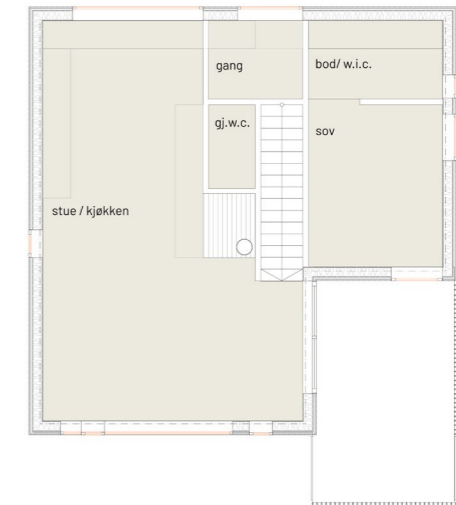 gang
bod/ w.i.c.
gj.w.c.
sov
stue / kjøkken